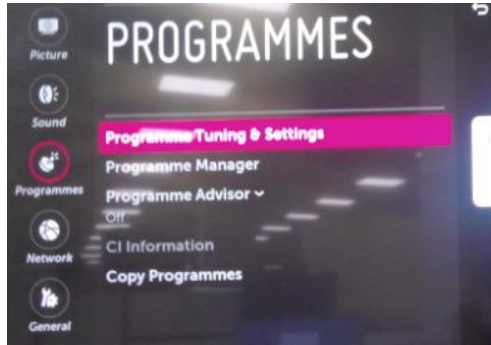 PROGRAMMES
Picture
Sound
Programmes
Network
General
Programme Tuning & Settings
Programme Manager
Programme Advisor
Off
CI Information
Copy Programmes